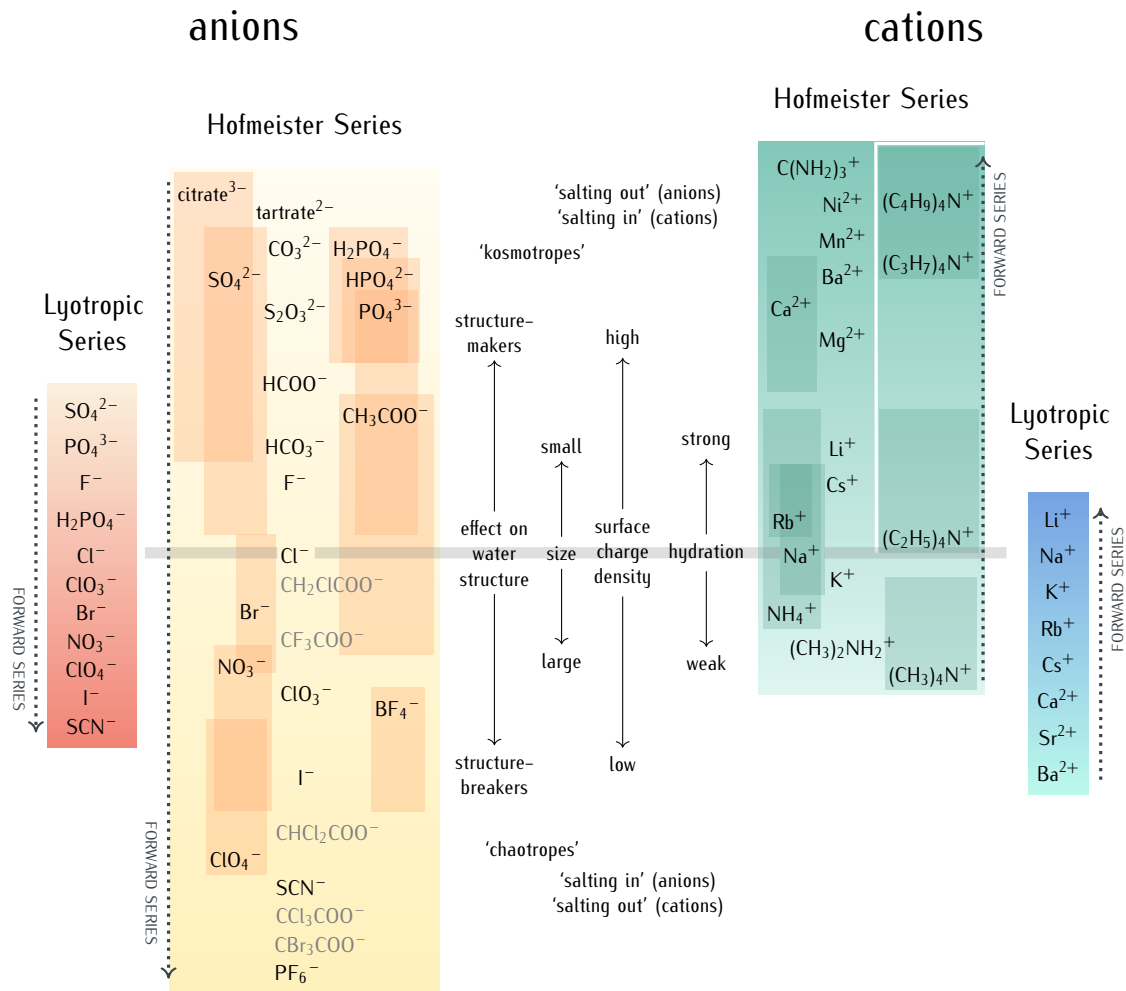 anions
cations
Hofmeister Series
Hofmeister Series
citrate³⁻
tartrate²⁻
CO₃²⁻
H₂PO₄⁻
SO₄²⁻
HPO₄²⁻
S₂O₃²⁻
PO₄³⁻
HCOO⁻
CH₃COO⁻
HCO₃⁻
F⁻
Cl⁻
CH₂ClCOO⁻
Br⁻
CF₃COO⁻
NO₃⁻
ClO₃⁻
BF₄⁻
I⁻
CHCl₂COO⁻
ClO₄⁻
SCN⁻
CCl₃COO⁻
CBr₃COO⁻
PF₆⁻
FORWARD SERIES
Lyotropic
Series
SO₄²⁻
PO₄³⁻
F⁻
H₂PO₄⁻
Cl⁻
ClO₃⁻
Br⁻
NO₃⁻
ClO₄⁻
I⁻
SCN⁻
FORWARD SERIES
'salting out' (anions)
'salting in' (cations)
'kosmotropes'
structure-
makers
high
small
strong
effect on
water
structure
size
surface
charge
density
hydration
large
weak
structure-
breakers
low
'chaotropes'
'salting in' (anions)
'salting out' (cations)
C(NH₂)₃⁺
Ni²⁺
(C₄H₉)₄N⁺
Mn²⁺
(C₃H₇)₄N⁺
Ba²⁺
Ca²⁺
Mg²⁺
Li⁺
Cs⁺
Rb⁺
(C₂H₅)₄N⁺
Na⁺
K⁺
NH₄⁺
(CH₃)₂NH₂⁺
(CH₃)₄N⁺
FORWARD SERIES
Lyotropic
Series
Li⁺
Na⁺
K⁺
Rb⁺
Cs⁺
Ca²⁺
Sr²⁺
Ba²⁺
FORWARD SERIES